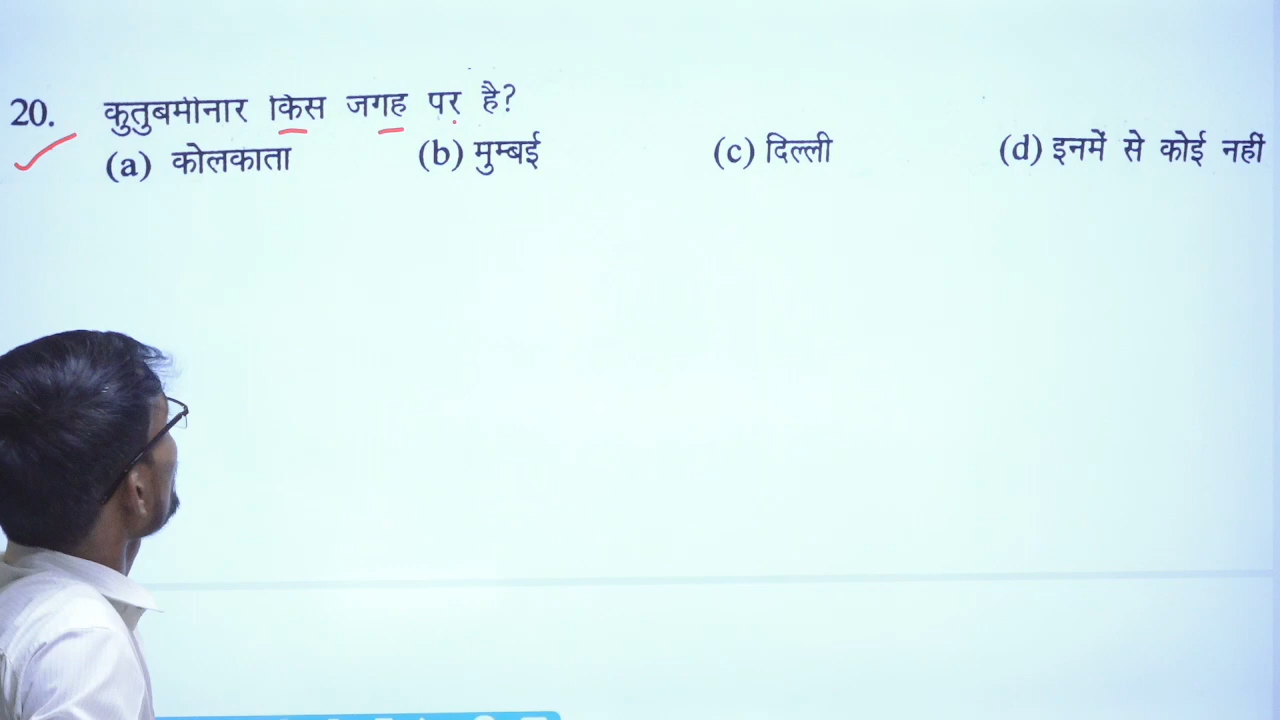 20. कुतुबमीनार किस जगह पर है?
(a) कोलकाता (b) मुम्बई (c) दिल्ली (d) इनमें से कोई नहीं